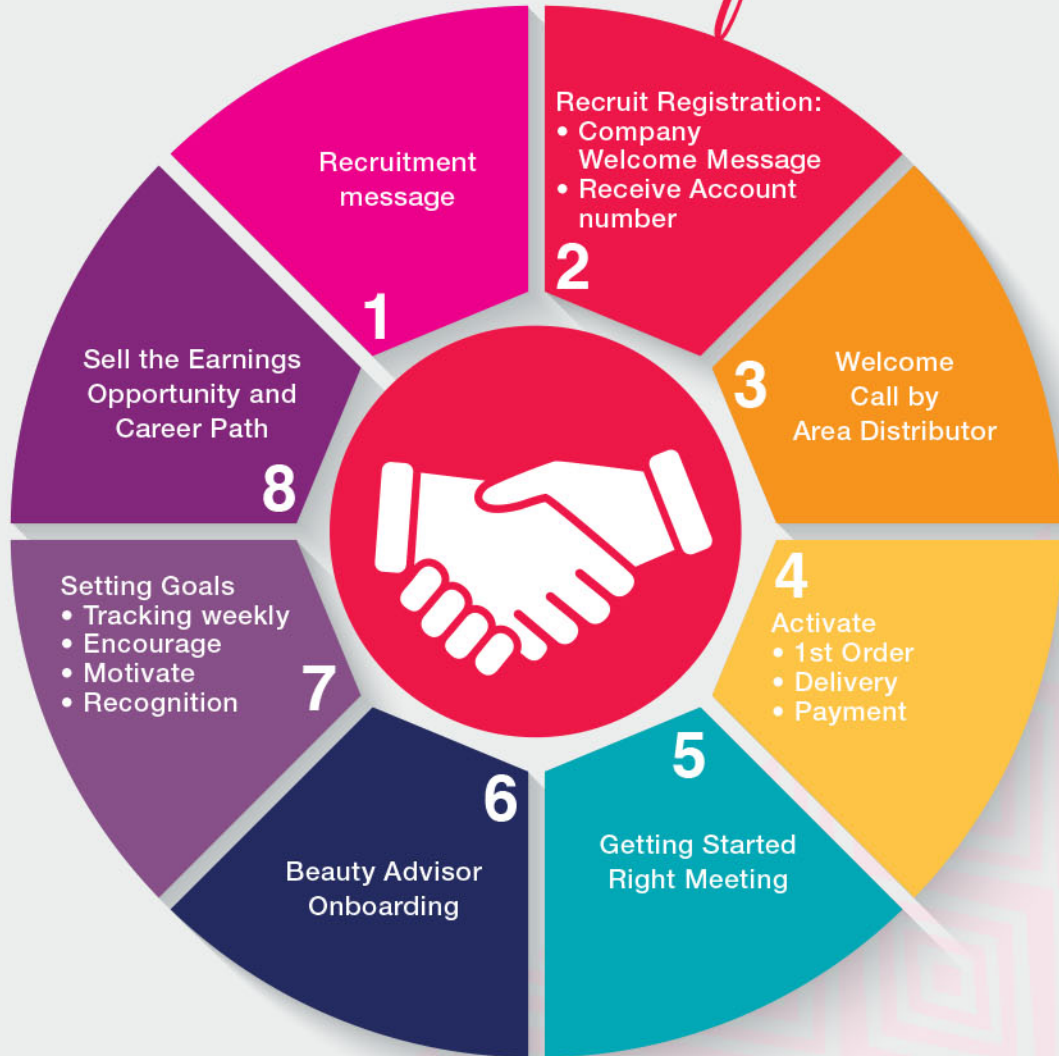 Recruitment
message
1
Recruit Registration:
• Company
Welcome Message
• Receive Account
number
2
3
Welcome
Call by
Area Distributor
4
Activate
• 1st Order
• Delivery
• Payment
5
Getting Started
Right Meeting
6
Beauty Advisor
Onboarding
Setting Goals
• Tracking weekly
• Encourage
• Motivate
• Recognition
7
Sell the Earnings
Opportunity and
Career Path
8